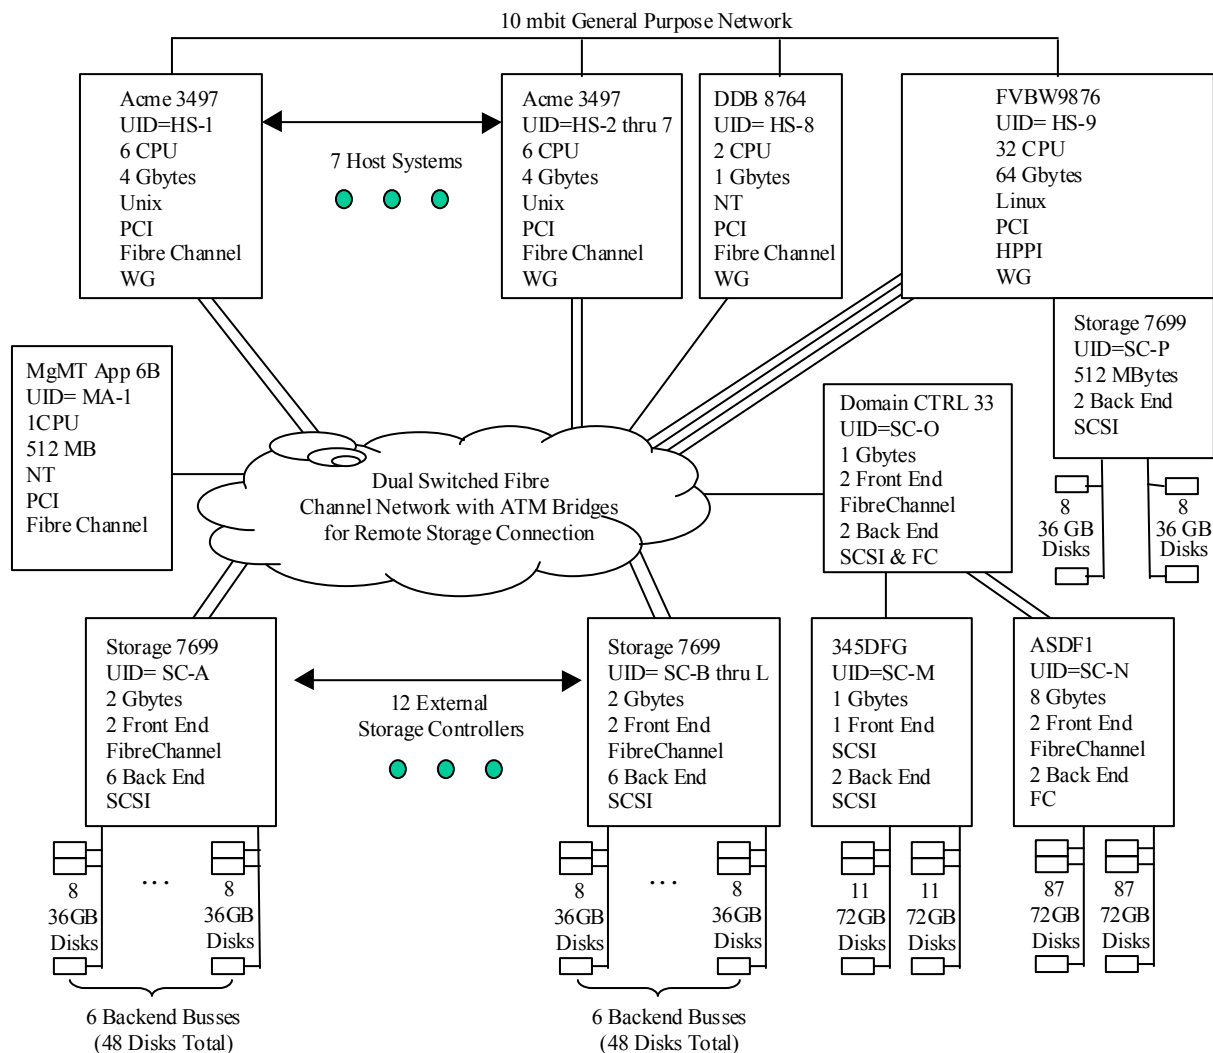 10 mbit General Purpose Network
Acme 3497
UID=HS-1
6 CPU
4 Gbytes
Unix
PCI
Fibre Channel
WG
7 Host Systems
Acme 3497
UID=HS-2 thru 7
6 CPU
4 Gbytes
Unix
PCI
Fibre Channel
WG
DDB 8764
UID= HS-8
2 CPU
1 Gbytes
NT
PCI
Fibre Channel
WG
FVBW9876
UID= HS-9
32 CPU
64 Gbytes
Linux
PCI
HPPI
WG
Storage 7699
UID=SC-P
512 MBytes
2 Back End
SCSI
8
36 GB
Disks
8
36 GB
Disks
MgMT App 6B
UID= MA-1
1CPU
512 MB
NT
PCI
Fibre Channel
Dual Switched Fibre
Channel Network with ATM Bridges
for Remote Storage Connection
Domain CTRL 33
UID=SC-O
1 Gbytes
2 Front End
FibreChannel
2 Back End
SCSI & FC
Storage 7699
UID= SC-A
2 Gbytes
2 Front End
FibreChannel
6 Back End
SCSI
12 External
Storage Controllers
Storage 7699
UID= SC-B thru L
2 Gbytes
2 Front End
FibreChannel
6 Back End
SCSI
345DFG
UID=SC-M
1 Gbytes
1 Front End
SCSI
2 Back End
SCSI
ASDF1
UID=SC-N
8 Gbytes
2 Front End
FibreChannel
2 Back End
FC
8
36GB
Disks
...
8
36GB
Disks
6 Backend Busses
(48 Disks Total)
8
36GB
Disks
...
8
36GB
Disks
6 Backend Busses
(48 Disks Total)
11
72GB
Disks
11
72GB
Disks
87
72GB
Disks
87
72GB
Disks